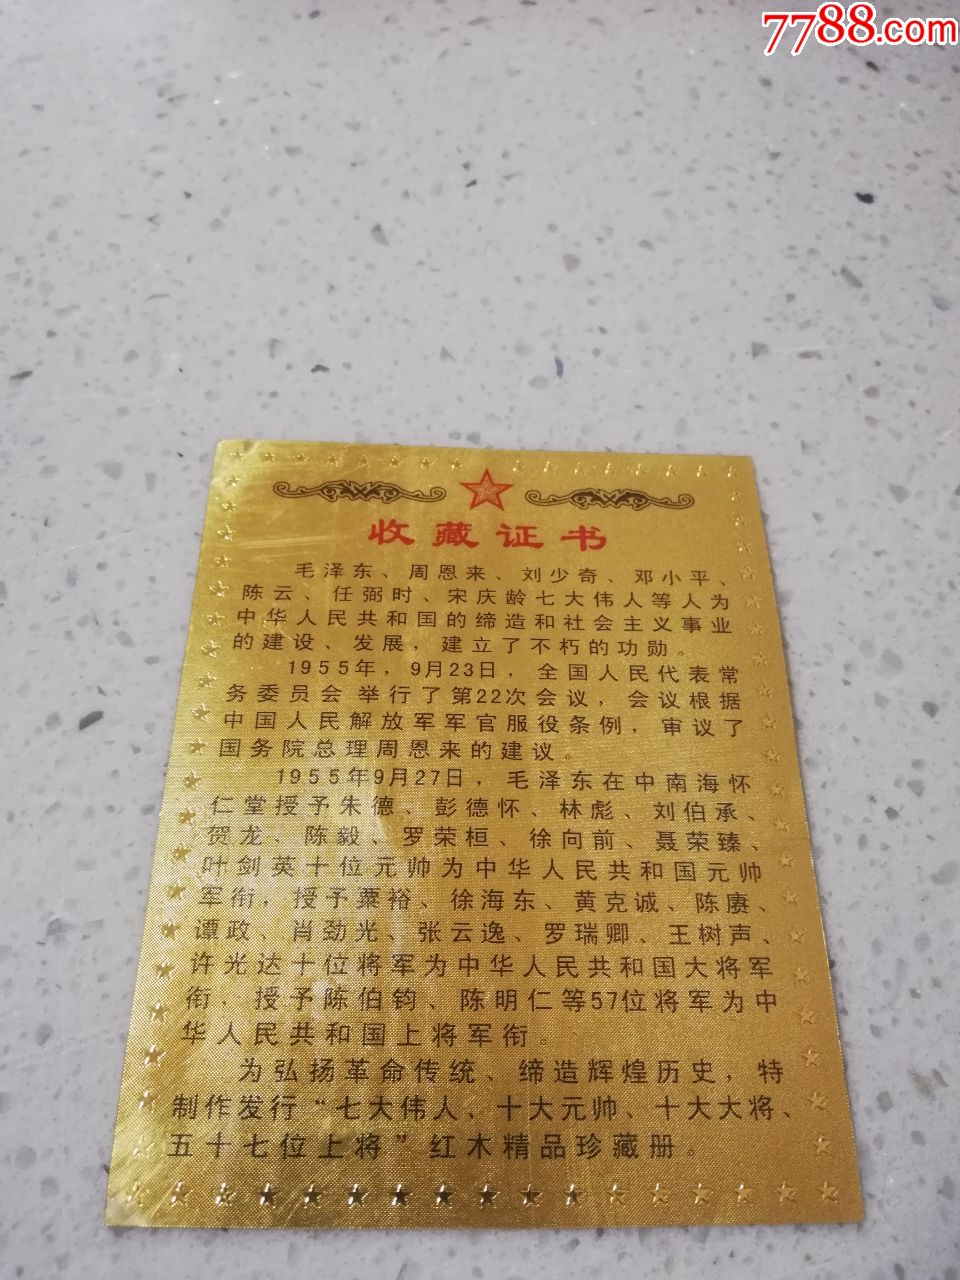 7788.com
收藏证书
毛泽东、周恩来、刘少奇、邓小平、
陈云、任弼时、宋庆龄七大伟人等人为
中华人民共和国的缔造和社会主义事业
的建设、发展，建立了不朽的功勋。
1955年，9月23日，全国人民代表常
务委员会 举行了第22次会议，会议根据
中国人民解放军军官服役条例，审议了
国务院总理周恩来的建议。
1955年9月27日，毛泽东在中南海怀
仁堂授予朱德、彭德怀、林彪、刘伯承、
贺龙、陈毅、罗荣桓、徐向前、聂荣臻、
叶剑英十位元帅为中华人民共和国元帅
军衔，授予粟裕、徐海东、黄克诚、陈赓、
谭政、肖劲光、张云逸、罗瑞卿、王树声、
许光达十位将军为中华人民共和国大将军
衔，授予陈伯钧、陈明仁等57位将军为中
华人民共和国上将军衔。
为弘扬革命传统、缔造辉煌历史，特
制作发行“七大伟人、十大元帅、十大大将、
五十七位上将”红木精品珍藏册。